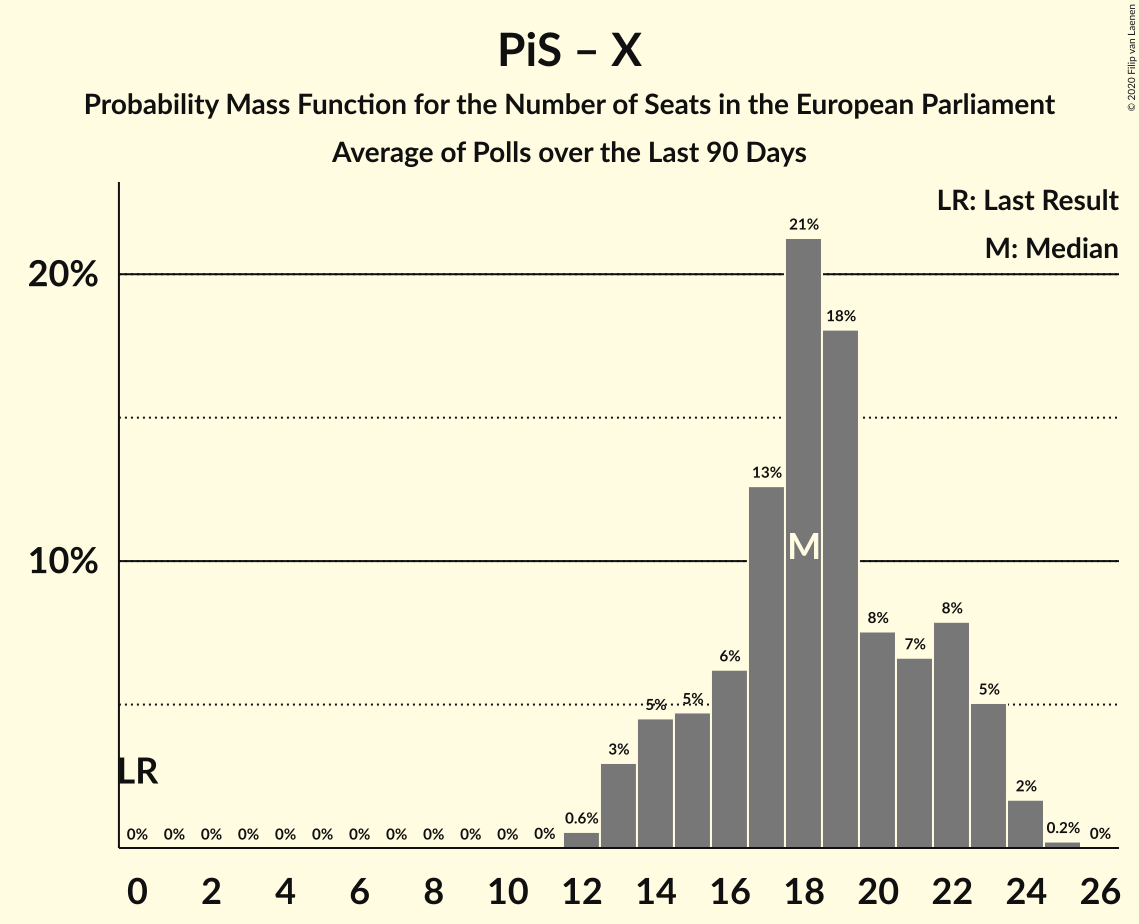 PiS – X
Probability Mass Function for the Number of Seats in the European Parliament
Average of Polls over the Last 90 Days
© 2020 Filip van Laenen
LR: Last Result
M: Median
20%
10%
21%
18%
13%
M
8%
8%
7%
6%
5%
5%
5%
3%
2%
LR
0% 0% 0% 0% 0% 0% 0% 0% 0% 0% 0% 0% 0.6% 0.2% 0%
0 2 4 6 8 10 12 14 16 18 20 22 24 26